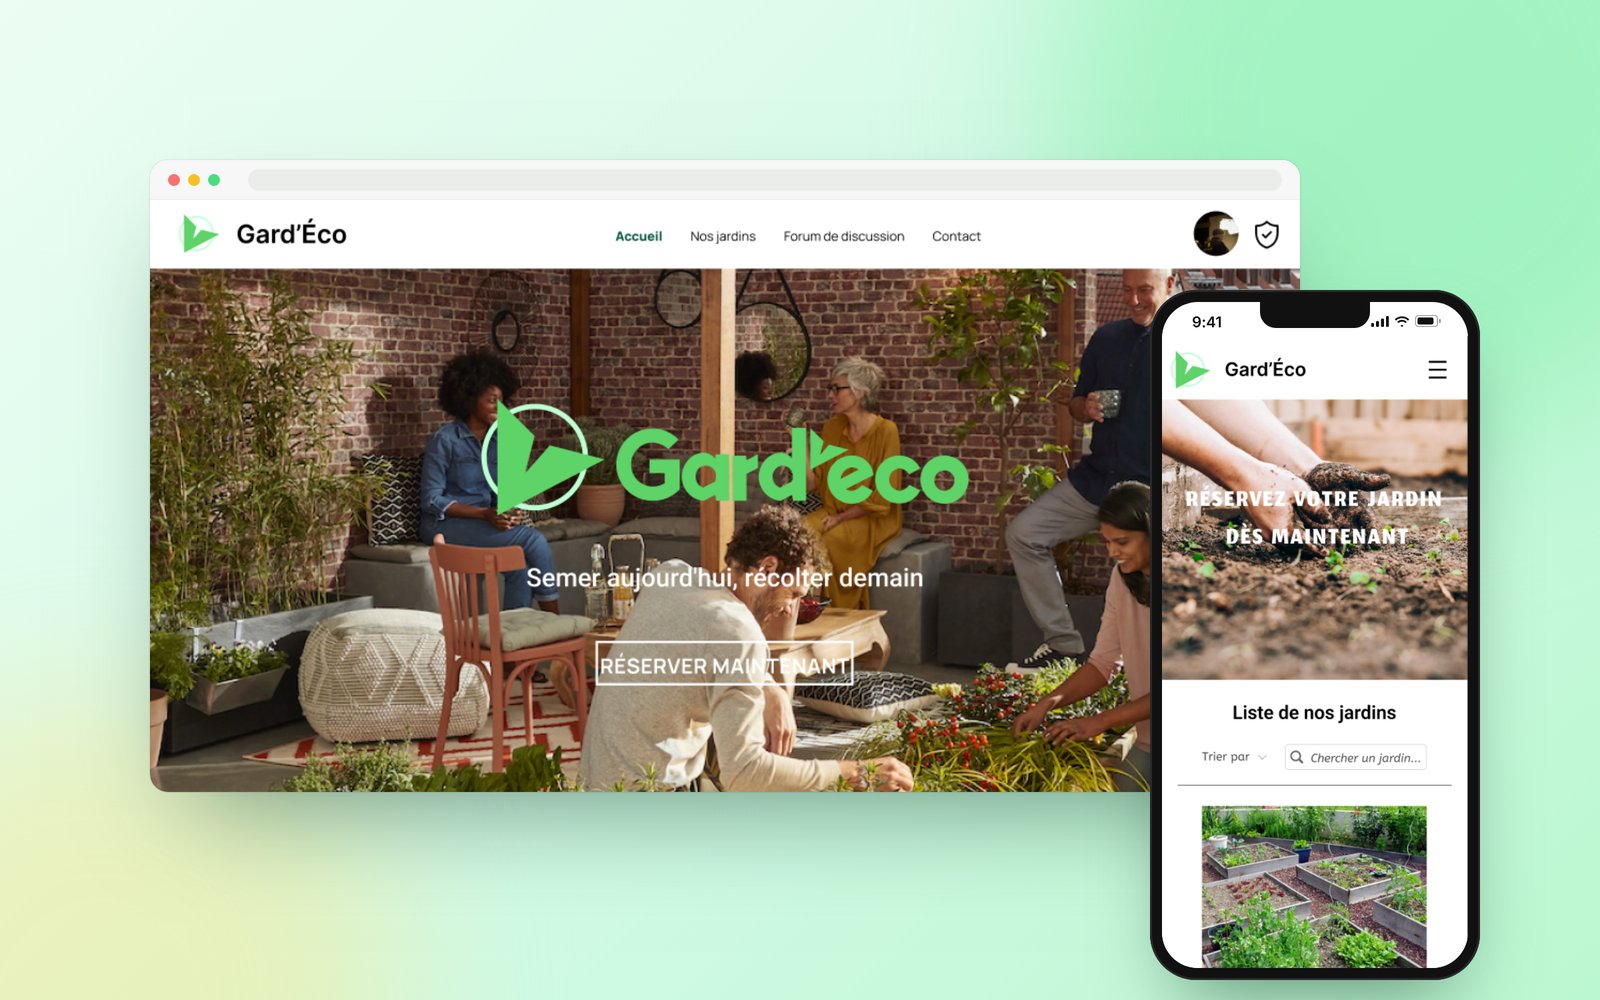 Gard'Éco
Accueil Nos jardins Forum de discussion Contact
Gard'eco
Semer aujourd'hui, récolter demain
RÉSERVER MAINTENANT
9:41
Gard'Éco
RÉSERVEZ VOTRE JARDIN
DÈS MAINTENANT
Liste de nos jardins
Trier par Chercher un jardin...